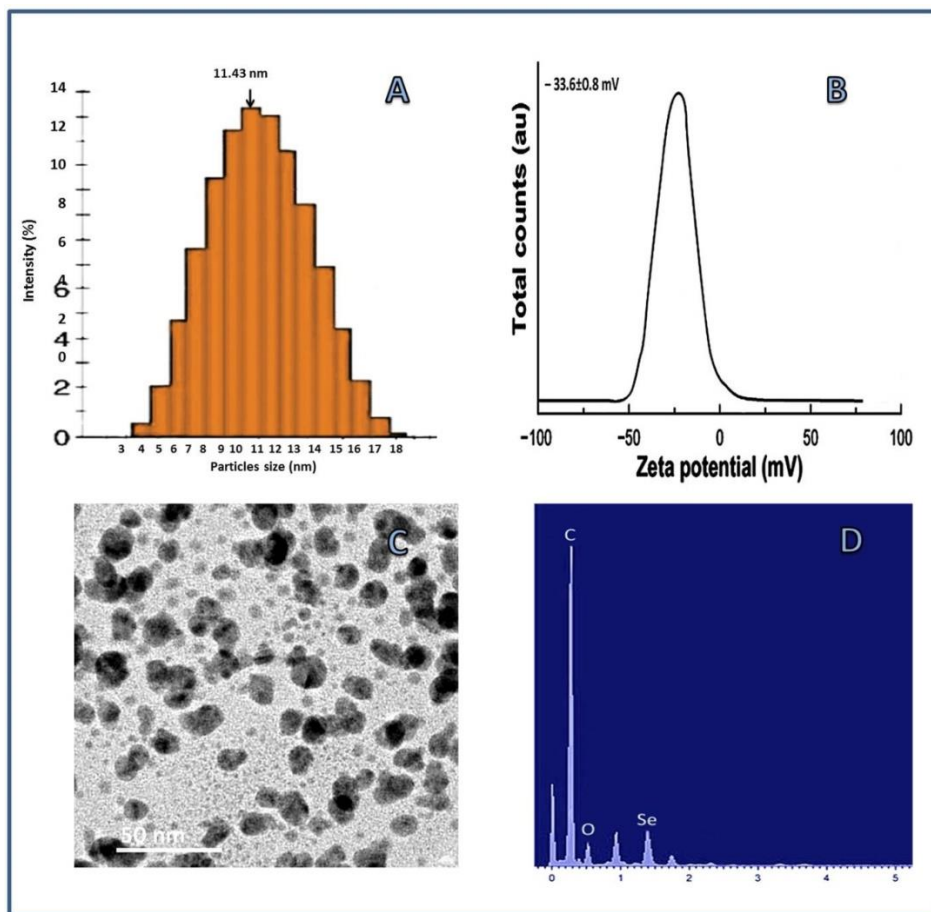 11.43 nm
A
14
12
10
8
6
4
6
2
4
0
2
0
Intensity (%)
3 4 5 6 7 8 9 10 11 12 13 14 15 16 17 18
Particles size (nm)
B
− 33.6±0.8 mV
Total counts (au)
−100 −50 0 50 100
Zeta potential (mV)
C
50 nm
D
C
O
Se
0 1 2 3 4 5